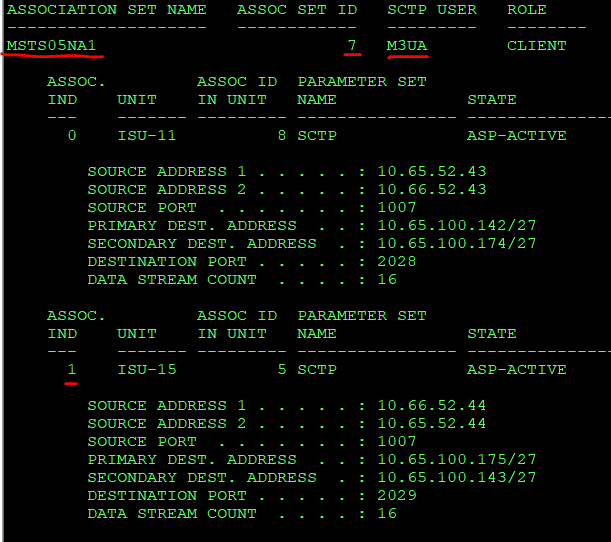 ASSOCIATION SET NAME   ASSOC SET ID   SCTP USER   ROLE
--------------------   ------------   ---------   --------
MSTS05NA1                         7   M3UA        CLIENT
ASSOC.            ASSOC ID  PARAMETER SET
IND    UNIT       IN UNIT   NAME             STATE
---    -------  ---------  ----------------  ---------------
0    ISU-11          8 SCTP             ASP-ACTIVE
SOURCE ADDRESS 1 . . . . . : 10.65.52.43
SOURCE ADDRESS 2 . . . . . : 10.66.52.43
SOURCE PORT  . . . . . . . : 1007
PRIMARY DEST. ADDRESS  . . : 10.65.100.142/27
SECONDARY DEST. ADDRESS  . : 10.65.100.174/27
DESTINATION PORT . . . . . : 2028
DATA STREAM COUNT  . . . . : 16
ASSOC.            ASSOC ID  PARAMETER SET
IND    UNIT       IN UNIT   NAME             STATE
---    -------  ---------  ----------------  ---------------
1    ISU-15          5 SCTP             ASP-ACTIVE
SOURCE ADDRESS 1 . . . . . : 10.66.52.44
SOURCE ADDRESS 2 . . . . . : 10.65.52.44
SOURCE PORT  . . . . . . . : 1007
PRIMARY DEST. ADDRESS  . . : 10.65.100.175/27
SECONDARY DEST. ADDRESS  . : 10.65.100.143/27
DESTINATION PORT . . . . . : 2029
DATA STREAM COUNT  . . . . : 16